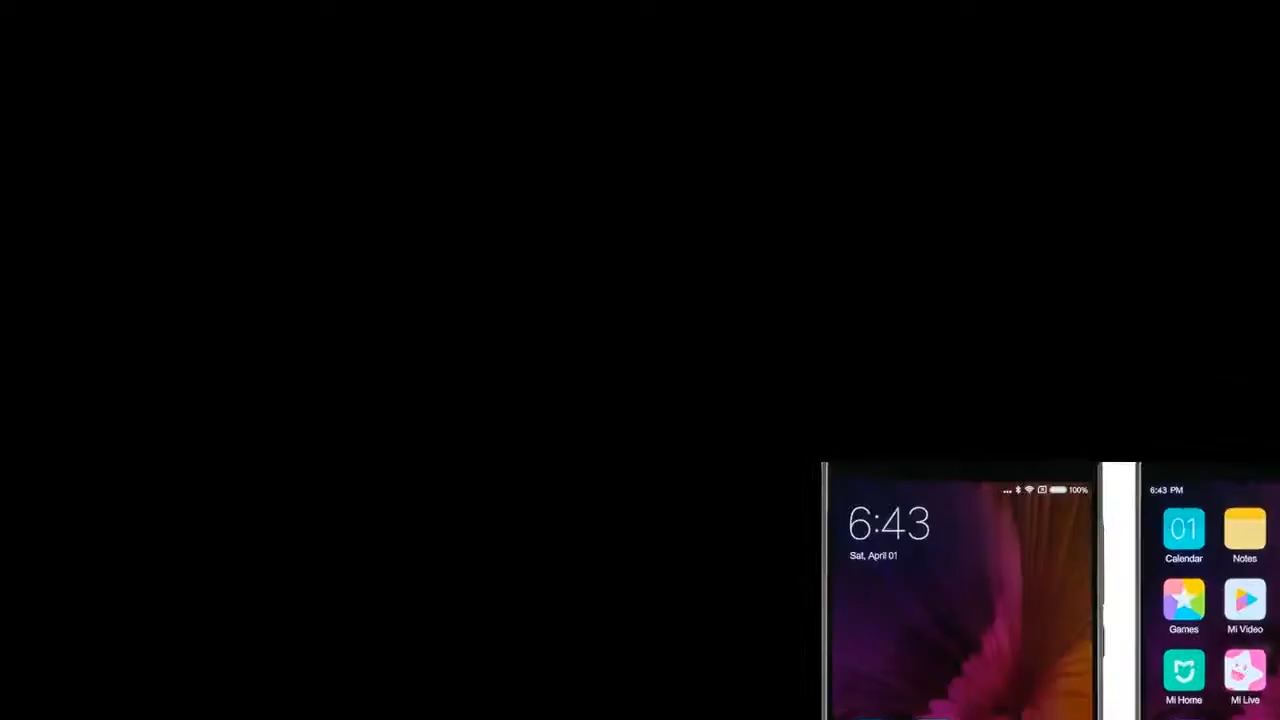 100%
6:43
Sat, April 01
6:43 PM
01
Calendar
Notes
Games
Mi Video
Mi Home
Mi Live